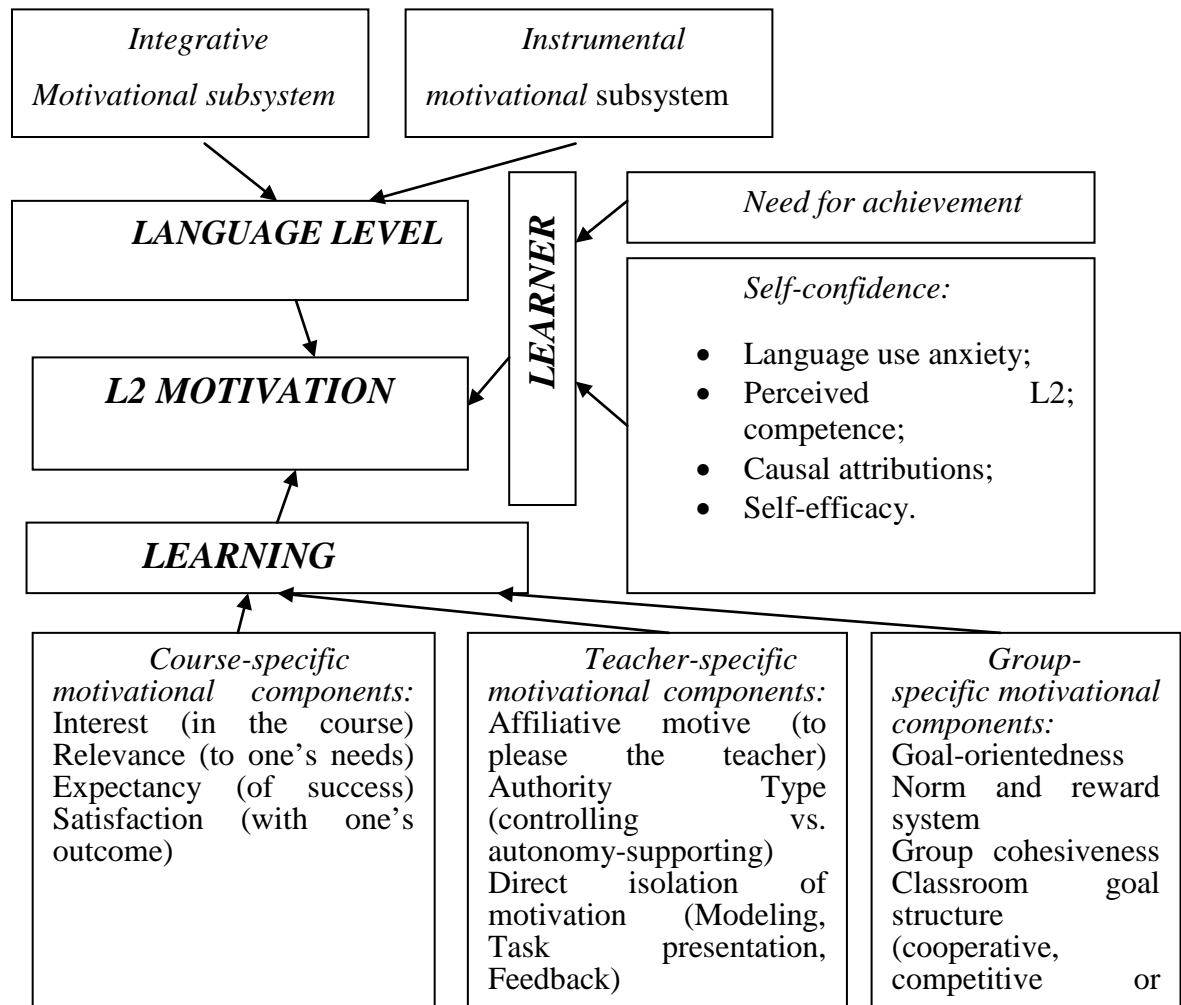 Integrative
Motivational subsystem
Instrumental
motivational subsystem
LANGUAGE LEVEL
LEARNER
Need for achievement
Self-confidence:
• Language use anxiety;
• Perceived L2;
competence;
• Causal attributions;
• Self-efficacy.
L2 MOTIVATION
LEARNING
Course-specific
motivational components:
Interest (in the course)
Relevance (to one’s needs)
Expectancy (of success)
Satisfaction (with one’s
outcome)
Teacher-specific
motivational components:
Affiliative motive (to
please the teacher)
Authority Type
(controlling vs.
autonomy-supporting)
Direct isolation of
motivation (Modeling,
Task presentation,
Feedback)
Group-
specific motivational
components:
Goal-orientedness
Norm and reward
system
Group cohesiveness
Classroom goal
structure
(cooperative,
competitive or